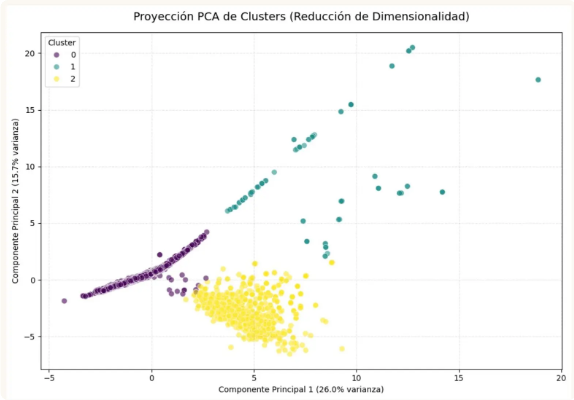 Proyección PCA de Clusters (Reducción de Dimensionalidad)
Cluster
0
1
2
20
15
10
5
0
−5
Componente Principal 2 (15.7% varianza)
−5 0 5 10 15 20
Componente Principal 1 (26.0% varianza)